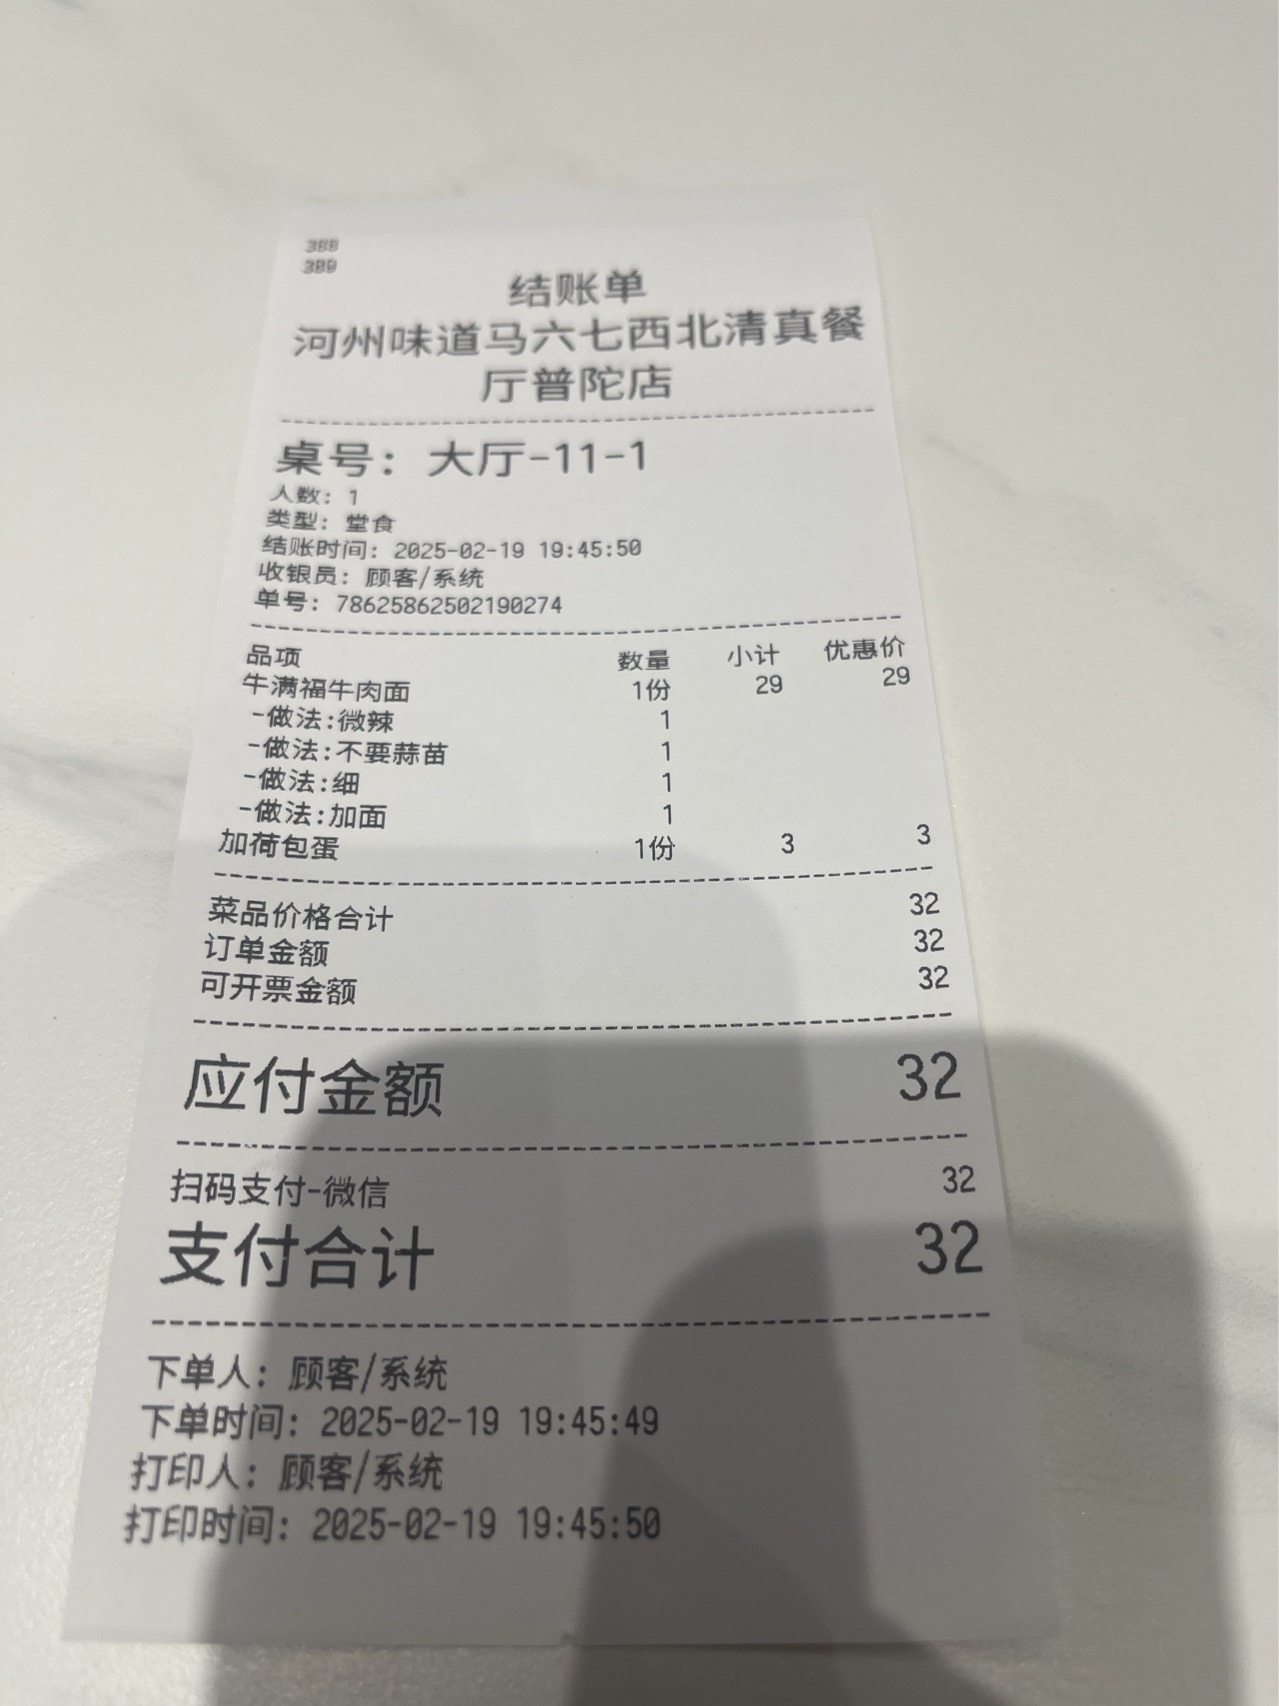 结账单
河州味道马六七西北清真餐
厅普陀店
桌号：大厅-11-1
人数：1
类型：堂食
结账时间：2025-02-19 19:45:50
收银员：顾客/系统
单号：78625862502190274
品项 数量 小计 优惠价
牛满福牛肉面 1份 29 29
-做法:微辣 1
-做法:不要蒜苗 1
-做法:细 1
-做法:加面 1
加荷包蛋 1份 3 3
菜品价格合计 32
订单金额 32
可开票金额 32
应付金额 32
扫码支付-微信 32
支付合计 32
下单人：顾客/系统
下单时间：2025-02-19 19:45:49
打印人：顾客/系统
打印时间：2025-02-19 19:45:50